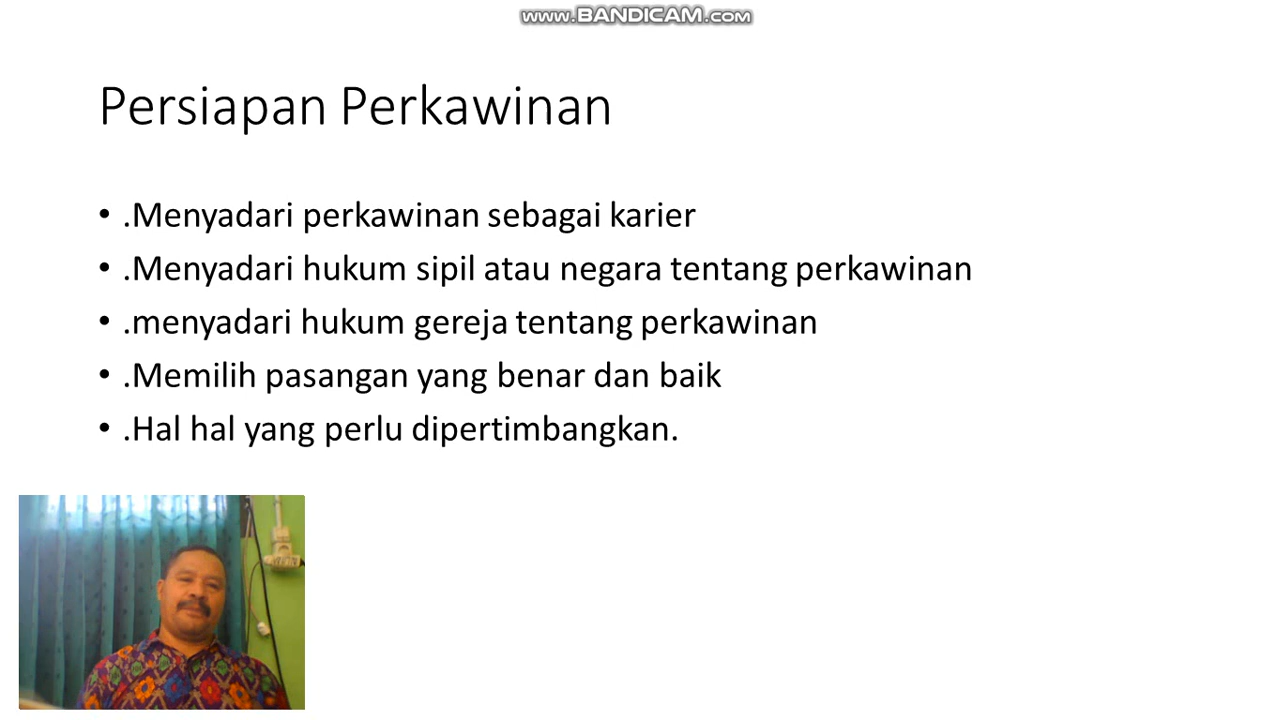 www.BANDICAM.com
Persiapan Perkawinan
• .Menyadari perkawinan sebagai karier
• .Menyadari hukum sipil atau negara tentang perkawinan
• .menyadari hukum gereja tentang perkawinan
• .Memilih pasangan yang benar dan baik
• .Hal hal yang perlu dipertimbangkan.